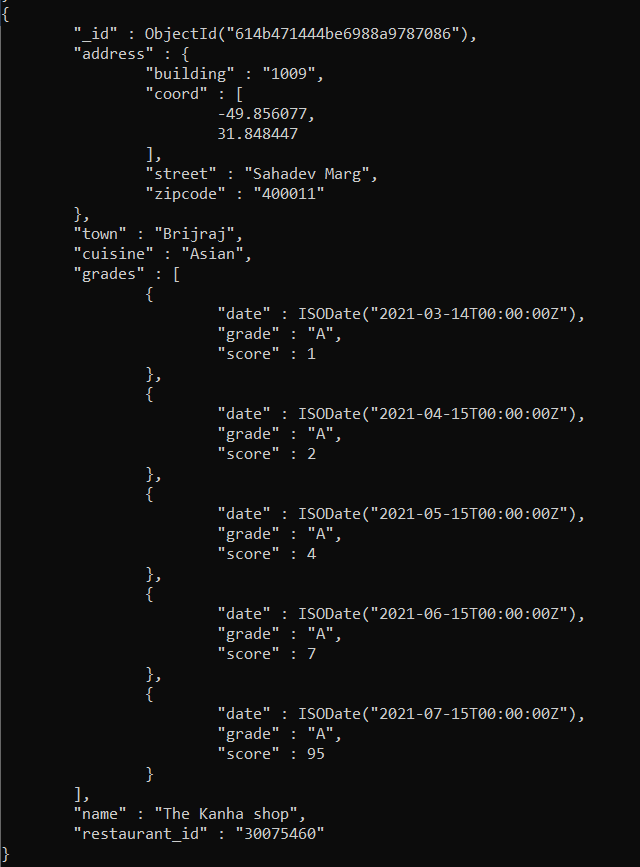 {
"_id" : ObjectId("614b471444be6988a9787086"),
"address" : {
"building" : "1009",
"coord" : [
-49.856077,
31.848447
],
"street" : "Sahadev Marg",
"zipcode" : "400011"
},
"town" : "Brijraj",
"cuisine" : "Asian",
"grades" : [
{
"date" : ISODate("2021-03-14T00:00:00Z"),
"grade" : "A",
"score" : 1
},
{
"date" : ISODate("2021-04-15T00:00:00Z"),
"grade" : "A",
"score" : 2
},
{
"date" : ISODate("2021-05-15T00:00:00Z"),
"grade" : "A",
"score" : 4
},
{
"date" : ISODate("2021-06-15T00:00:00Z"),
"grade" : "A",
"score" : 7
},
{
"date" : ISODate("2021-07-15T00:00:00Z"),
"grade" : "A",
"score" : 95
}
],
"name" : "The Kanha shop",
"restaurant_id" : "30075460"
}